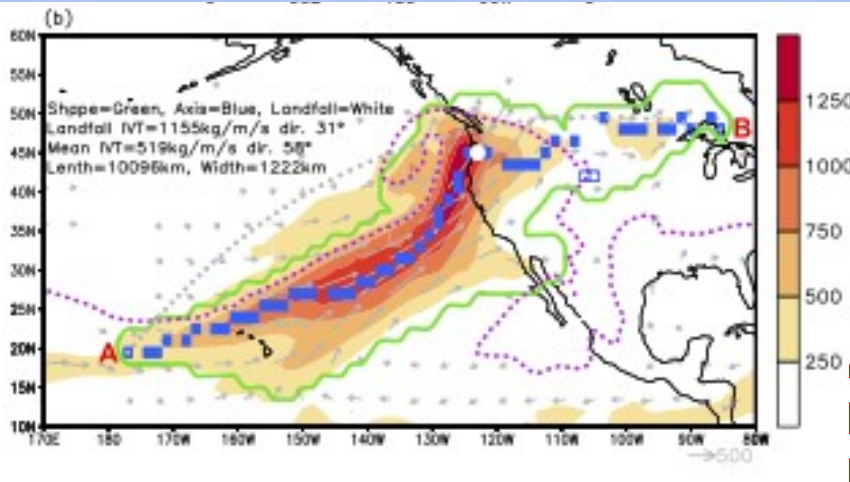 (b)
60N
55N
50N
45N
40N
35N
30N
25N
20N
15N
10N
Shppe=Green, Axis=Blue, Landfall=White
Landfall IVT=1155kg/m/s dir. 31°
Mean IVT=519kg/m/s dir. 58°
Lenth=10096km, Width=1222km
A
B
170E 180 170W 160W 150W 140W 130W 120W 110W 100W 90W 80W
500
1250
1000
750
500
250